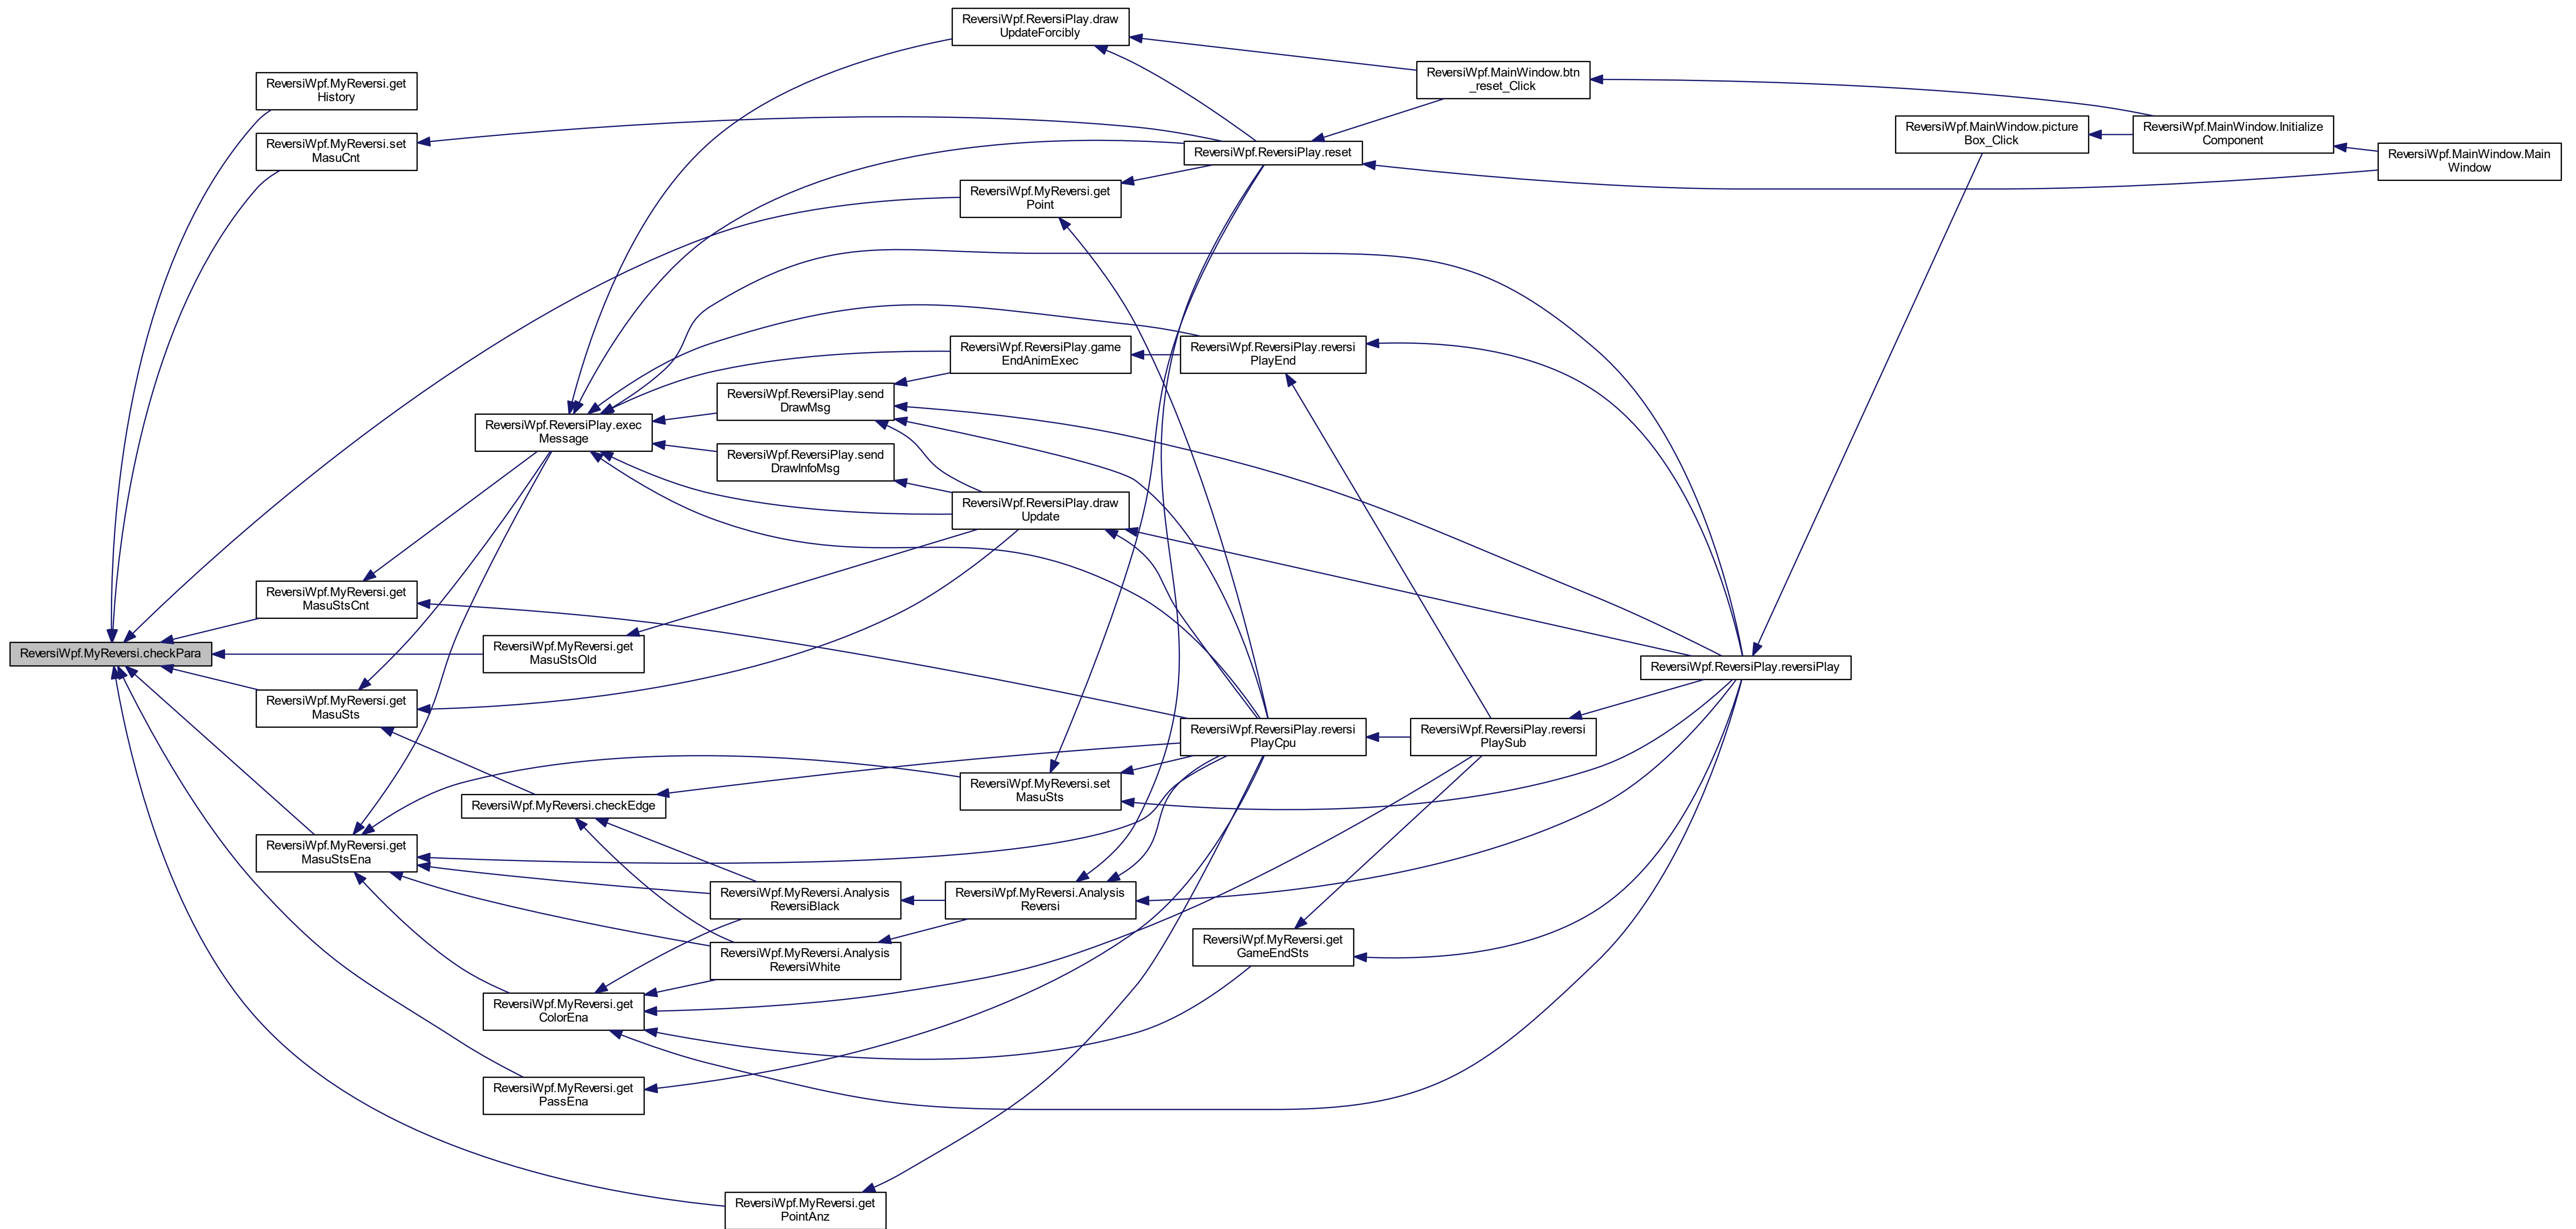 ReversiWpf.ReversiPlay.draw
UpdateForcibly
ReversiWpf.MyReversi.get
History
ReversiWpf.MainWindow.btn
_reset_Click
ReversiWpf.MyReversi.set
MasuCnt
ReversiWpf.ReversiPlay.reset
ReversiWpf.MainWindow.picture
Box_Click
ReversiWpf.MainWindow.Initialize
Component
ReversiWpf.MainWindow.Main
Window
ReversiWpf.MyReversi.get
Point
ReversiWpf.ReversiPlay.game
EndAnimExec
ReversiWpf.ReversiPlay.reversi
PlayEnd
ReversiWpf.ReversiPlay.send
DrawMsg
ReversiWpf.ReversiPlay.exec
Message
ReversiWpf.ReversiPlay.send
DrawInfoMsg
ReversiWpf.ReversiPlay.draw
Update
ReversiWpf.MyReversi.get
MasuStsCnt
ReversiWpf.MyReversi.checkPara
ReversiWpf.MyReversi.get
MasuStsOld
ReversiWpf.ReversiPlay.reversiPlay
ReversiWpf.MyReversi.get
MasuSts
ReversiWpf.ReversiPlay.reversi
PlayCpu
ReversiWpf.ReversiPlay.reversi
PlaySub
ReversiWpf.MyReversi.set
MasuSts
ReversiWpf.MyReversi.checkEdge
ReversiWpf.MyReversi.get
MasuStsEna
ReversiWpf.MyReversi.Analysis
ReversiBlack
ReversiWpf.MyReversi.Analysis
Reversi
ReversiWpf.MyReversi.Analysis
ReversiWhite
ReversiWpf.MyReversi.get
GameEndSts
ReversiWpf.MyReversi.get
ColorEna
ReversiWpf.MyReversi.get
PassEna
ReversiWpf.MyReversi.get
PointAnz